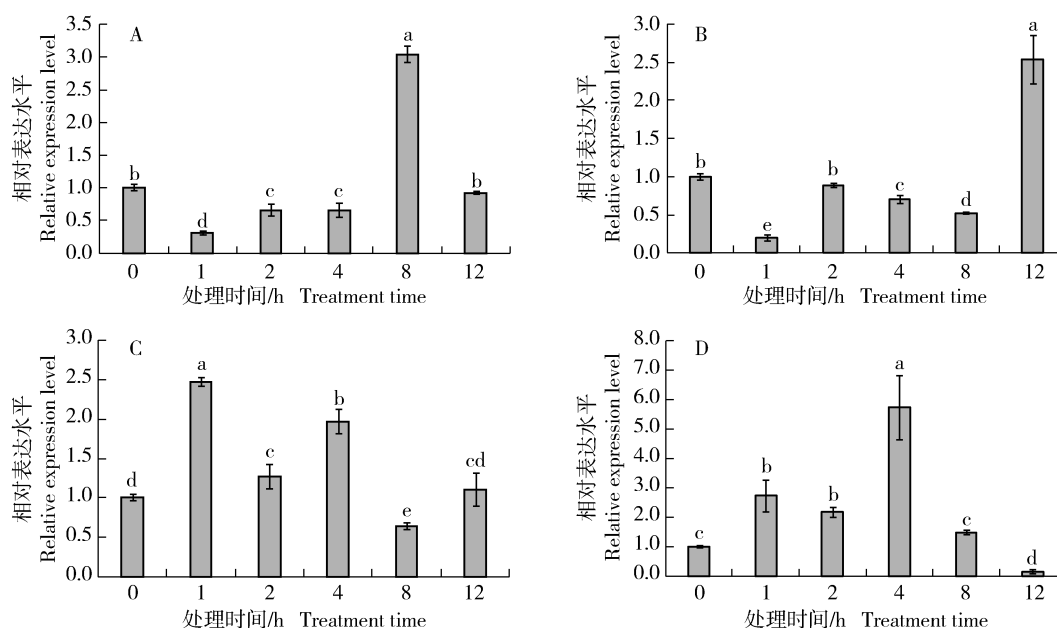 A
相对表达水平
Relative expression level
3.5
3.0
2.5
2.0
1.5
1.0
0.5
0.0
b
d
c
c
a
b
0 1 2 4 8 12
处理时间/h Treatment time
B
相对表达水平
Relative expression level
3.0
2.5
2.0
1.5
1.0
0.5
0.0
b
e
b
c
d
a
0 1 2 4 8 12
处理时间/h Treatment time
C
相对表达水平
Relative expression level
3.0
2.5
2.0
1.5
1.0
0.5
0.0
d
a
c
b
e
cd
0 1 2 4 8 12
处理时间/h Treatment time
D
相对表达水平
Relative expression level
8.0
7.0
6.0
5.0
4.0
3.0
2.0
1.0
0.0
c
b
b
a
c
d
0 1 2 4 8 12
处理时间/h Treatment time